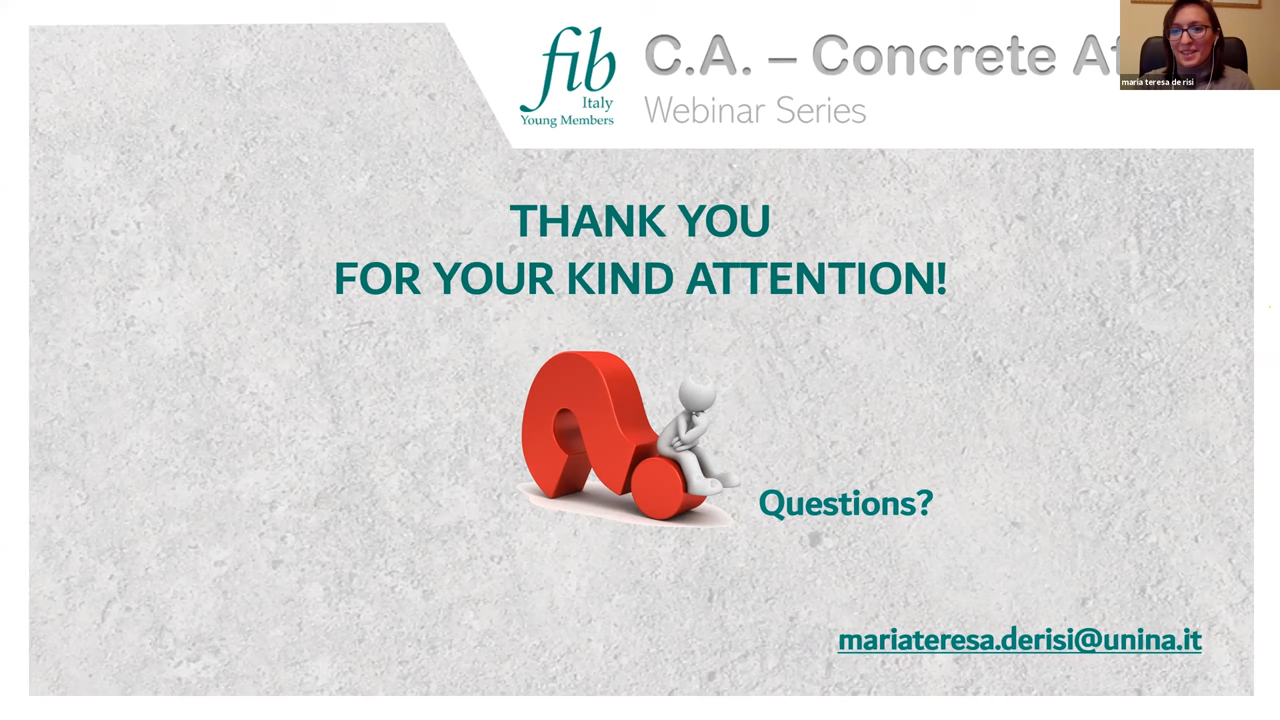 fib
Italy
Young Members
C.A. – Concrete
Webinar Series
maria teresa de risi
THANK YOU
FOR YOUR KIND ATTENTION!
Questions?
mariateresa.derisi@unina.it